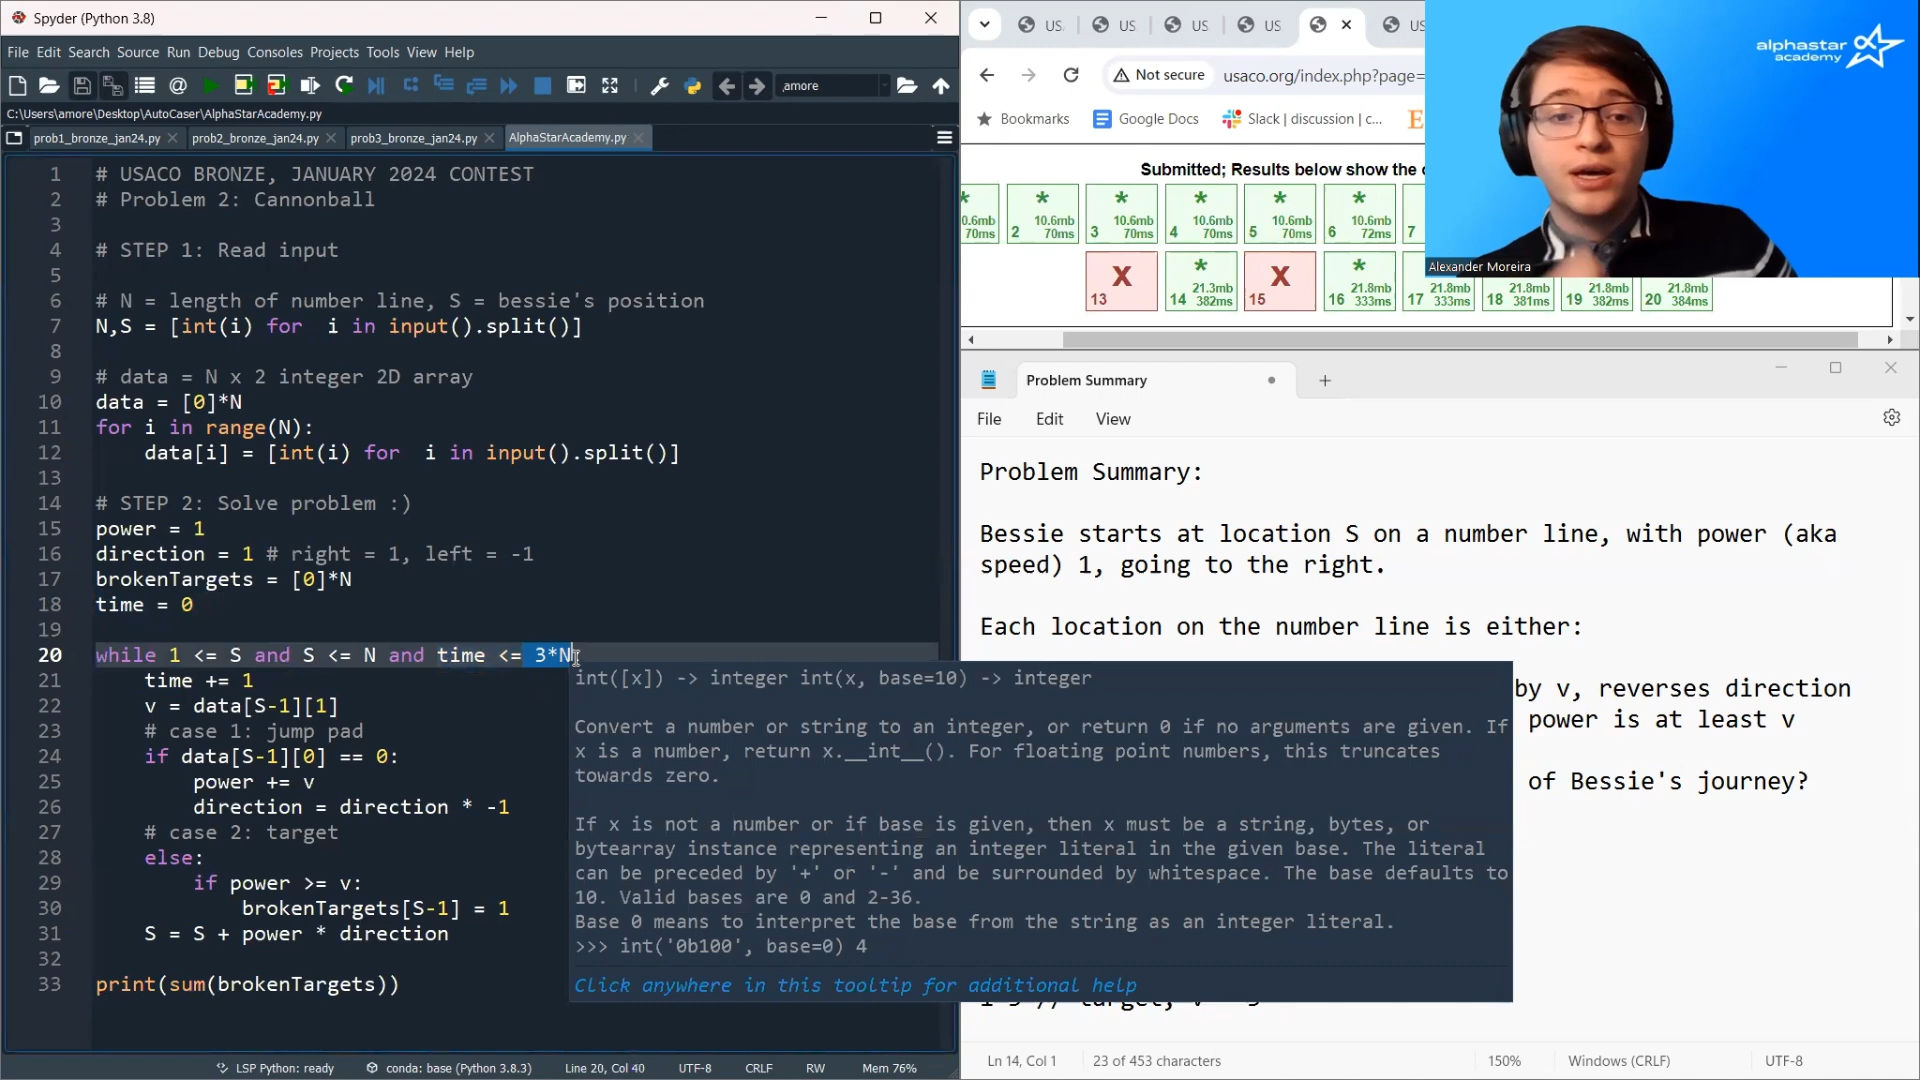 Spyder (Python 3.8)
File Edit Search Source Run Debug Consoles Projects Tools View Help
,amore
C:\Users\amore\Desktop\AutoCaser\AlphaStarAcademy.py
prob1_bronze_jan24.py prob2_bronze_jan24.py prob3_bronze_jan24.py AlphaStarAcademy.py
1 # USACO BRONZE, JANUARY 2024 CONTEST
2 # Problem 2: Cannonball
3
4 # STEP 1: Read input
5
6 # N = length of number line, S = bessie's position
7 N,S = [int(i) for  i in input().split()]
8
9 # data = N x 2 integer 2D array
10 data = [0]*N
11 for i in range(N):
12 data[i] = [int(i) for  i in input().split()]
13
14 # STEP 2: Solve problem :)
15 power = 1
16 direction = 1 # right = 1, left = -1
17 brokenTargets = [0]*N
18 time = 0
19
20 while 1 <= S and S <= N and time <= 3*N
21 time += 1
22 v = data[S-1][1]
23 # case 1: jump pad
24 if data[S-1][0] == 0:
25 power += v
26 direction = direction * -1
27 # case 2: target
28 else:
29 if power >= v:
30 brokenTargets[S-1] = 1
31 S = S + power * direction
32
33 print(sum(brokenTargets))
int([x]) -> integer int(x, base=10) -> integer
Convert a number or string to an integer, or return 0 if no arguments are given. If
x is a number, return x.__int__(). For floating point numbers, this truncates
towards zero.
If x is not a number or if base is given, then x must be a string, bytes, or
bytearray instance representing an integer literal in the given base. The literal
can be preceded by '+' or '-' and be surrounded by whitespace. The base defaults to
10. Valid bases are 0 and 2-36.
Base 0 means to interpret the base from the string as an integer literal.
>>> int('0b100', base=0) 4
Click anywhere in this tooltip for additional help
LSP Python: ready conda: base (Python 3.8.3) Line 20, Col 40 UTF-8 CRLF RW Mem 76%
US US US US US
Not secure usaco.org/index.php?page=
Bookmarks Google Docs Slack | discussion | c...
Submitted; Results below show the
* * * * * *
0.6mb 10.6mb 10.6mb 10.6mb 10.6mb 10.6mb
70ms 2 70ms 3 70ms 4 70ms 5 70ms 6 72ms 7
X * X *
21.3mb 21.8mb 21.8mb 21.8mb 21.8mb 21.8mb
13 14 382ms 15 16 333ms 17 333ms 18 381ms 19 382ms 20 384ms
alphastar
academy
Alexander Moreira
Problem Summary
File Edit View
Problem Summary:
Bessie starts at location S on a number line, with power (aka
speed) 1, going to the right.
Each location on the number line is either:
by v, reverses direction
power is at least v
of Bessie's journey?
Ln 14, Col 1 23 of 453 characters 150% Windows (CRLF) UTF-8